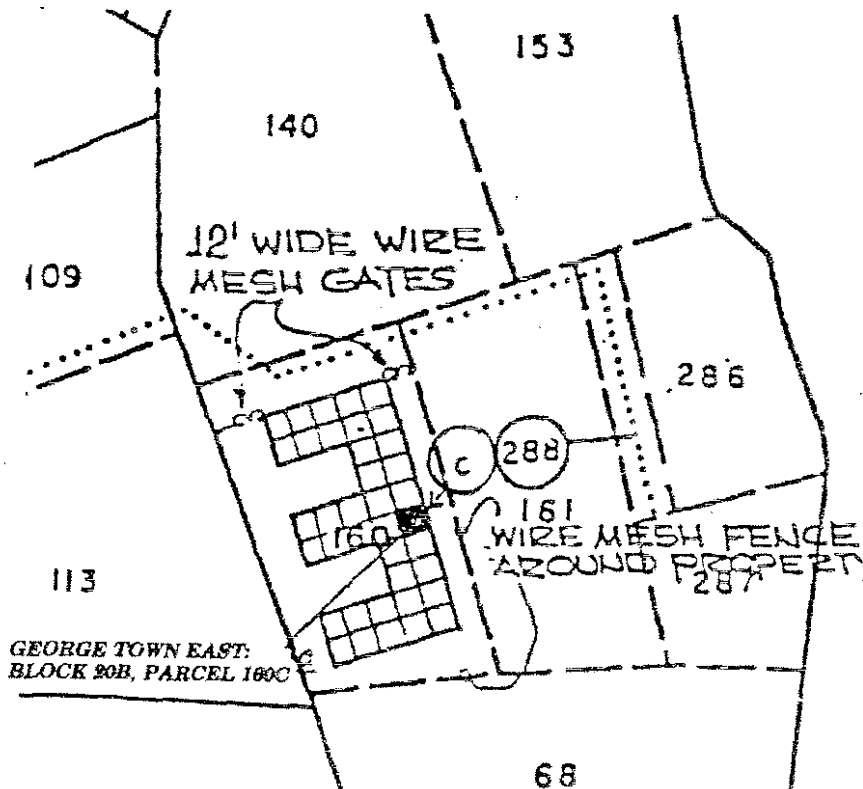 153
140
12' WIDE WIRE
MESH GATES
109
286
C
288
161
160
WIRE MESH FENCE
AROUND PROPERTY
287
113
GEORGE TOWN EAST:
BLOCK 20B, PARCEL 160C
68